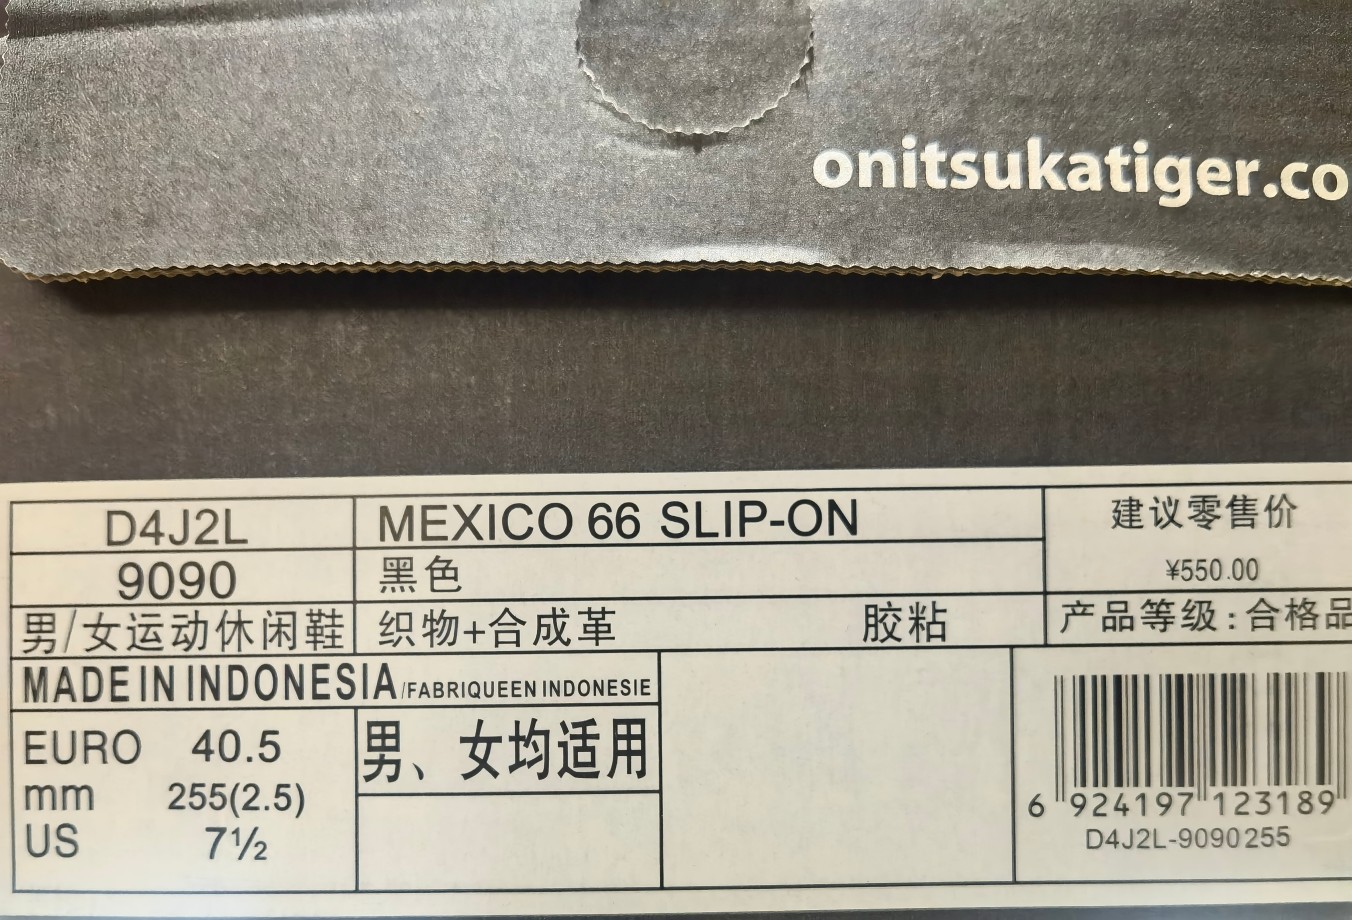 onitsukatiger.co
D4J2L
MEXICO 66 SLIP-ON
建议零售价
¥550.00
9090
黑色
男/女运动休闲鞋
织物+合成革 胶粘
产品等级:合格品
MADE IN INDONESIA/FABRIQUEEN INDONESIE
EURO 40.5
男、女均适用
mm 255(2.5)
US 7½
6 924197 123189
D4J2L-9090255